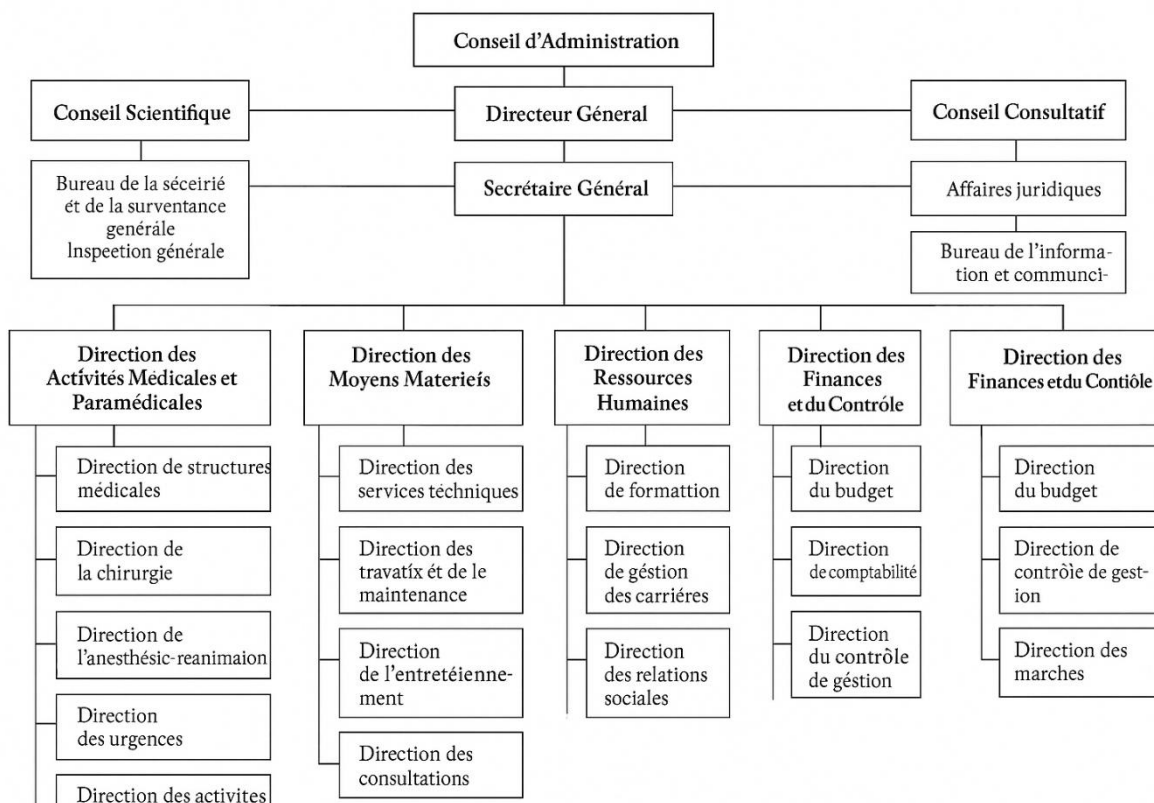 Conseil d'Administration
Conseil Scientifique
Directeur Géneral
Conseil Consultatif
Bureau de la séceirié
ét de la surventance
genérále
Inspeetion générále
Secrétaire Général
Affaires juridiques
Bureau de l'informa-
tion et communci-
Direction des
Activités Médicales et
Paramédicales
Direction de structures
médicales
Direction de
la chirurgie
Direction de
l'anesthésic-reanimaion
Direction
des urgences
Direction des activites
Direction des
Moyens Materieís
Direction des
services téchniques
Direction des
travatíx ét de le
maintenance
Direction
de l'entretéienne-
ment
Direction des
consultations
Direction des
Ressources
Humaines
Direction
de formattion
Direction
de géstion
des carriéres
Direction
des relations
sociales
Direction des
Finances
et du Contróle
Direction
du budget
Direction
de comptabilité
Direction
du contrôle
de géstion
Direction des
Finances et du Contiôle
Direction
du budget
Direction de
contrôie de gest-
ion
Direction des
marches